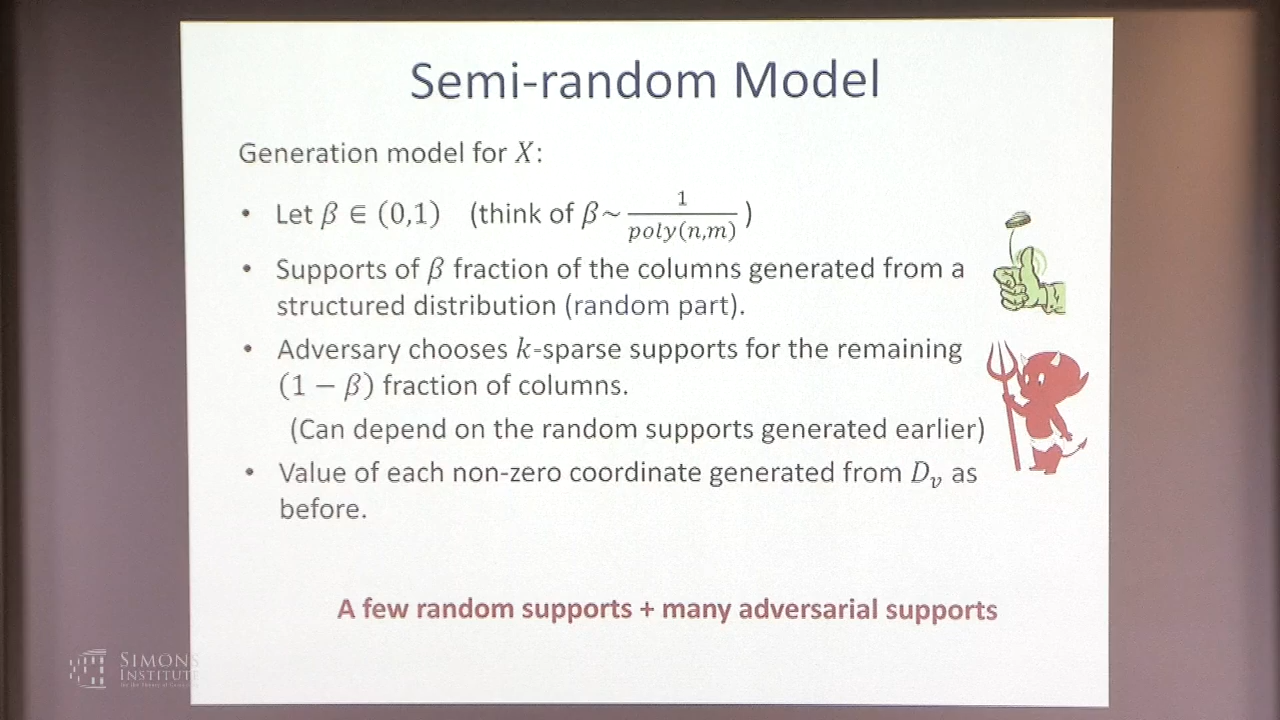 Semi-random Model
Generation model for X:
• Let β ∈ (0,1) (think of β~ 1/poly(n,m) )
• Supports of β fraction of the columns generated from a
structured distribution (random part).
• Adversary chooses k-sparse supports for the remaining
(1 − β) fraction of columns.
(Can depend on the random supports generated earlier)
• Value of each non-zero coordinate generated from D_v as
before.
A few random supports + many adversarial supports
SIMONS
INSTITUTE